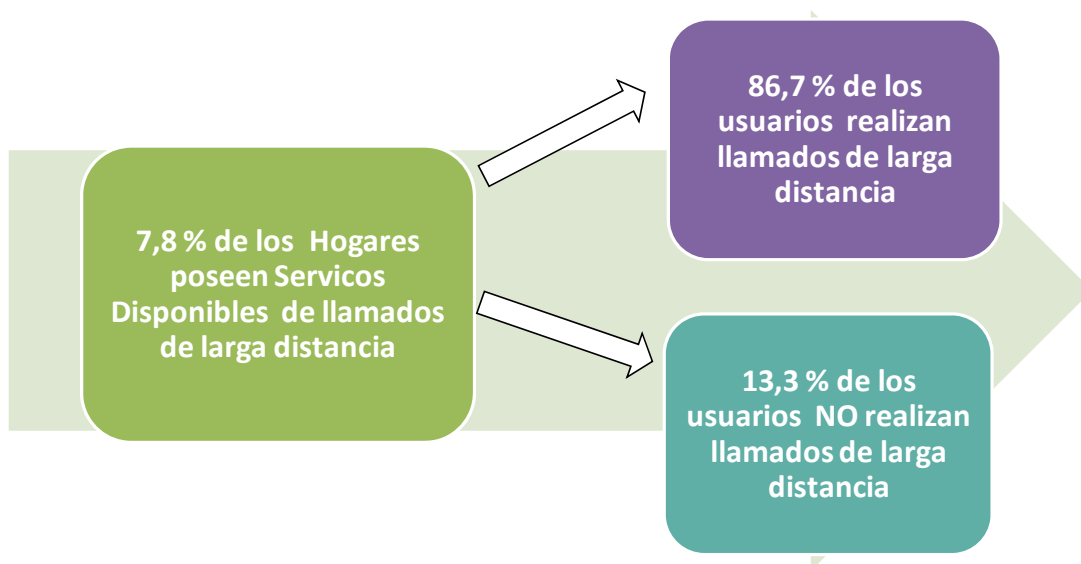 7,8 % de los Hogares
poseen Servicos
Disponibles de llamados
de larga distancia
86,7 % de los
usuarios realizan
llamados de larga
distancia
13,3 % de los
usuarios NO realizan
llamados de larga
distancia